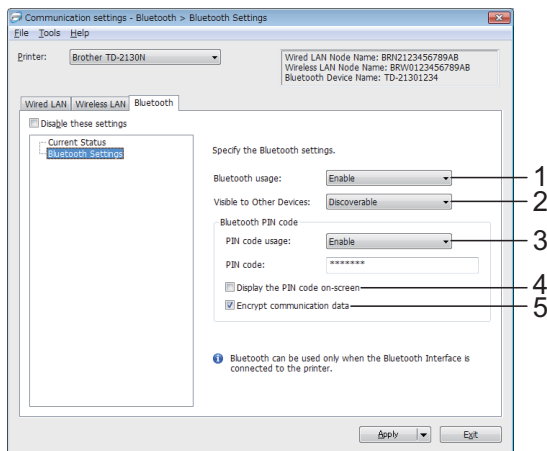 Communication settings - Bluetooth > Bluetooth Settings
File Tools Help
Printer: Brother TD-2130N
Wired LAN Node Name: BRN2123456789AB
Wireless LAN Node Name: BRW0123456789AB
Bluetooth Device Name: TD-21301234
Wired LAN Wireless LAN Bluetooth
Disable these settings
Current Status
Bluetooth Settings
Specify the Bluetooth settings.
Bluetooth usage: Enable 1
Visible to Other Devices: Discoverable 2
Bluetooth PIN code
PIN code usage: Enable 3
PIN code: *******
Display the PIN code on-screen 4
Encrypt communication data 5
Bluetooth can be used only when the Bluetooth Interface is
connected to the printer.
Apply Exit